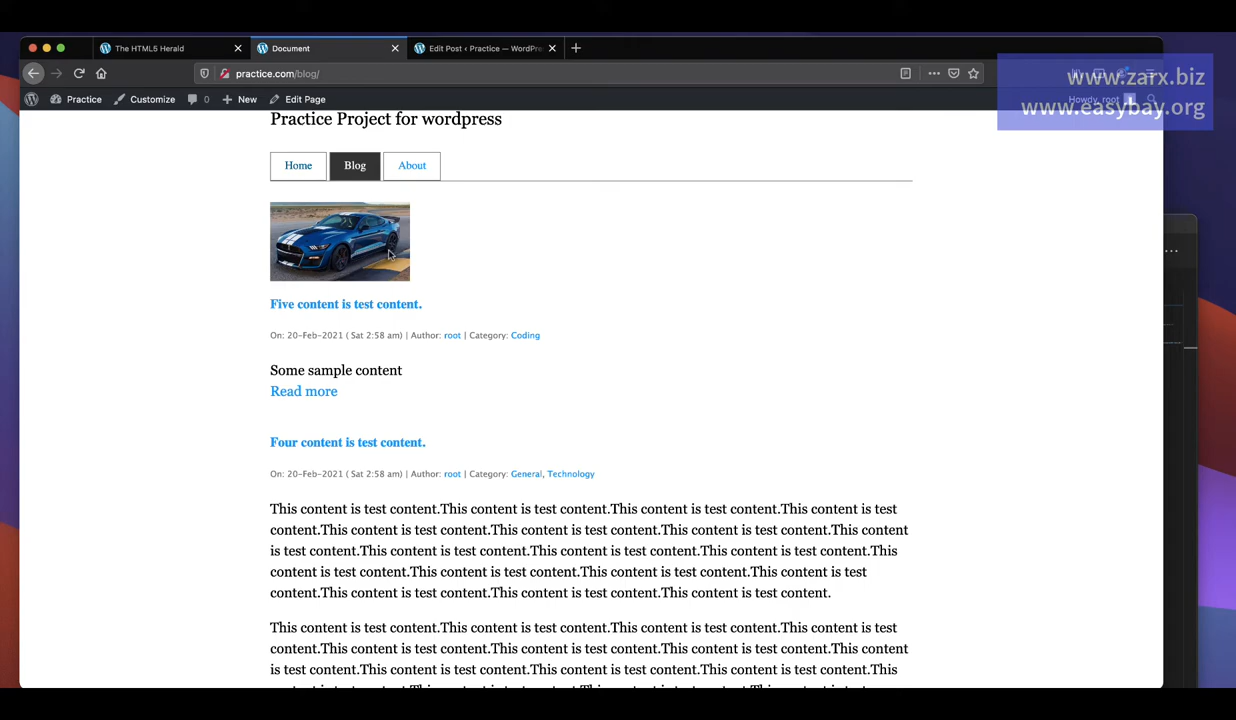 The HTML5 Herald
Document
Edit Post ‹ Practice — WordPre
practice.com/blog/
www.zarx.biz
www.easybay.org
Practice
Customize
0
New
Edit Page
Howdy, root
Practice Project for wordpress
Home
Blog
About
Five content is test content.
On: 20-Feb-2021 ( Sat 2:58 am) | Author: root | Category: Coding
Some sample content
Read more
Four content is test content.
On: 20-Feb-2021 ( Sat 2:58 am) | Author: root | Category: General, Technology
This content is test content.This content is test content.This content is test content.This content is test
content.This content is test content.This content is test content.This content is test content.This content
is test content.This content is test content.This content is test content.This content is test content.This
content is test content.This content is test content.This content is test content.This content is test
content.This content is test content.This content is test content.This content is test content.
This content is test content.This content is test content.This content is test content.This content is test
content.This content is test content.This content is test content.This content is test content.This content
is test content.This content is test content.This content is test content.This content is test content.This